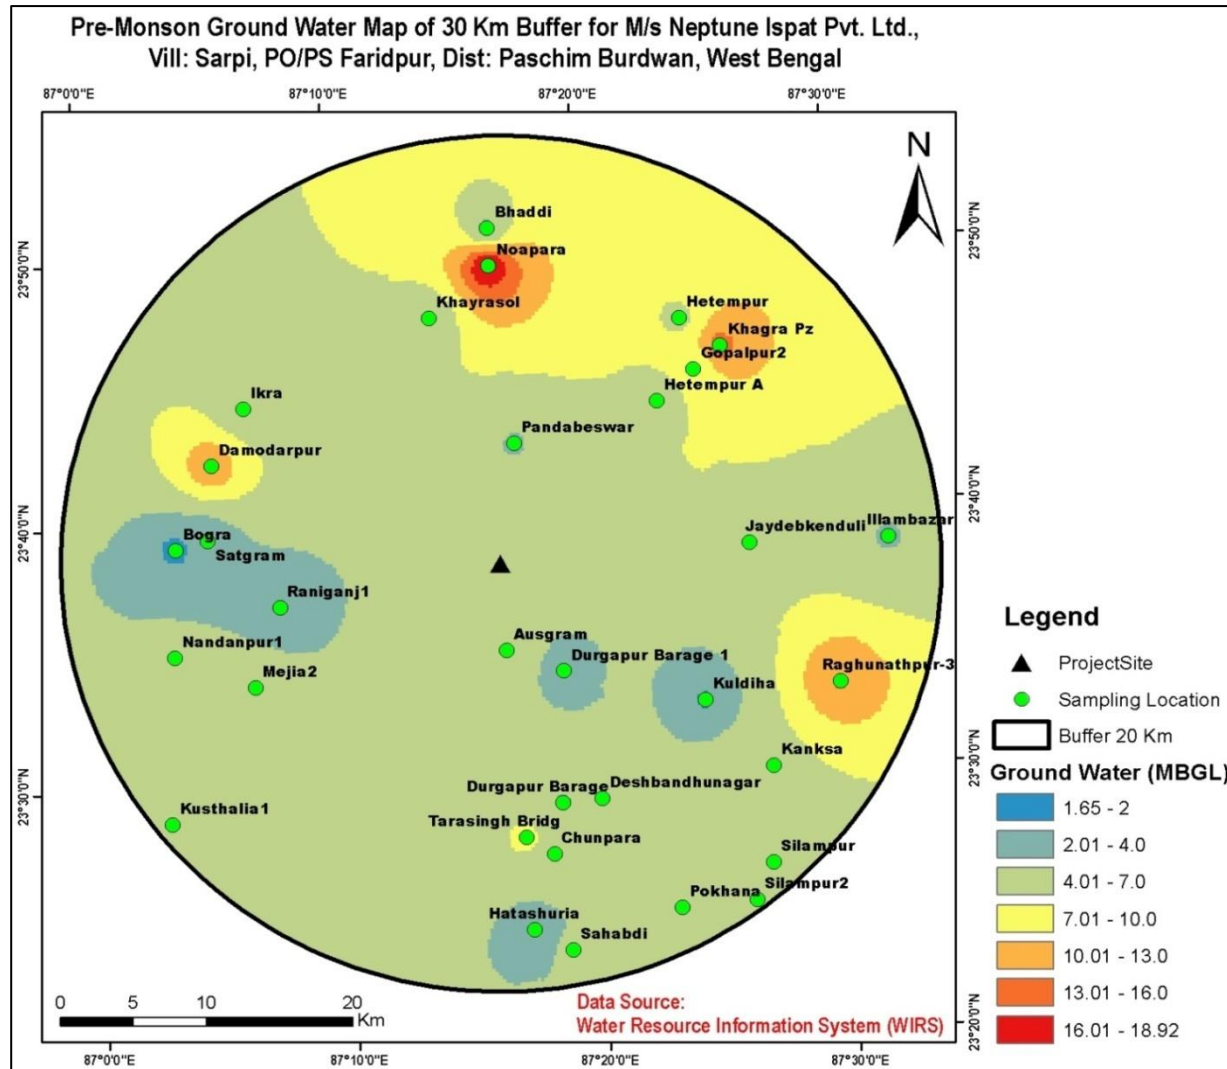 Pre-Monson Ground Water Map of 30 Km Buffer for M/s Neptune Ispat Pvt. Ltd.,
Vill: Sarpi, PO/PS Faridpur, Dist: Paschim Burdwan, West Bengal
87°0'0"E
87°10'0"E
87°20'0"E
87°30'0"E
N
23°50'0"N
23°50'0"N
Bhaddi
Noapara
Khayrasol
Hetempur
Khagra Pz
Gopalpur2
Hetempur A
Ikra
Pandabeswar
Damodarpur
23°40'0"N
23°40'0"N
Bogra
Satgram
Jaydebkenduli
Illambazar
Raniganj1
Nandanpur1
Mejia2
Ausgram
Durgapur Barage 1
Kuldiha
Raghunathpur-3
Kanksa
23°30'0"N
23°30'0"N
Durgapur Barage
Deshbandhunagar
Kusthalia1
Tarasingh Bridg
Chunpara
Silampur
Silampur2
Pokhana
Hatashuria
Sahabdi
23°20'0"N
0 5 10 20
Km
Data Source:
Water Resource Information System (WIRS)
87°0'0"E
87°10'0"E
87°20'0"E
87°30'0"E
Legend
ProjectSite
Sampling Location
Buffer 20 Km
Ground Water (MBGL)
1.65 - 2
2.01 - 4.0
4.01 - 7.0
7.01 - 10.0
10.01 - 13.0
13.01 - 16.0
16.01 - 18.92